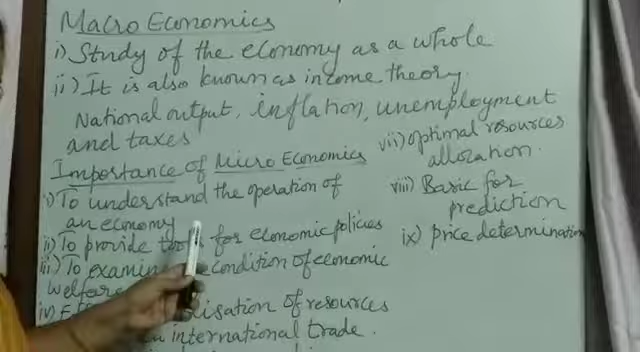 Macro Economics
i) Study of the economy as a whole
ii) It is also known as income theory.
National output, inflation, unemployment
and taxes
Importance of Micro Economics
i) To understand the operation of
an economy
ii) To provide for economic policies
iii) To condition of economic
welfare
iv) of resources
international trade.
vii) optimal resources
allocation.
viii) Basic for
prediction
ix) price determination